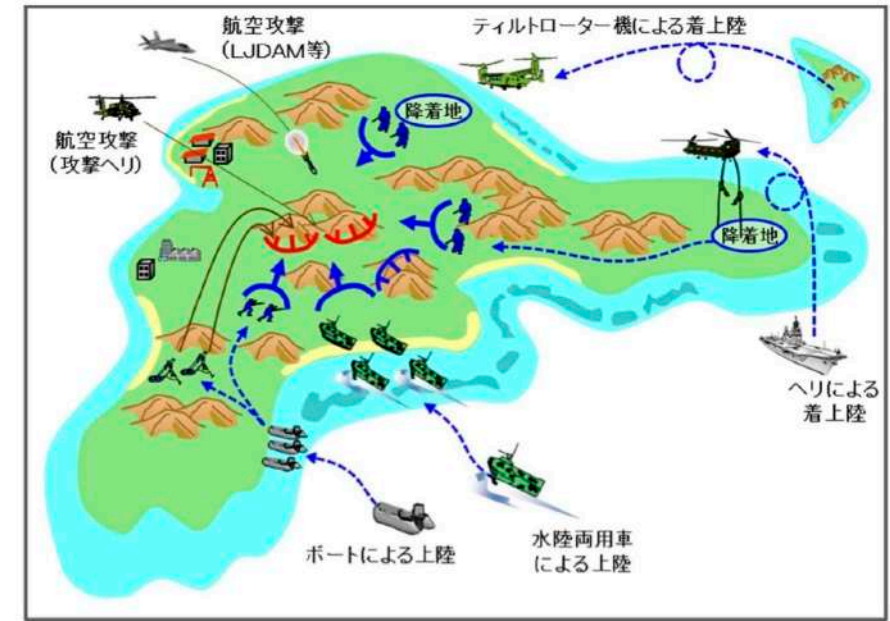 航空攻撃
(LJDAM等)
ティルトローター機による着上陸
航空攻撃
(攻撃ヘリ)
降着地
降着地
ヘリによる
着上陸
ボートによる上陸
水陸両用車
による上陸